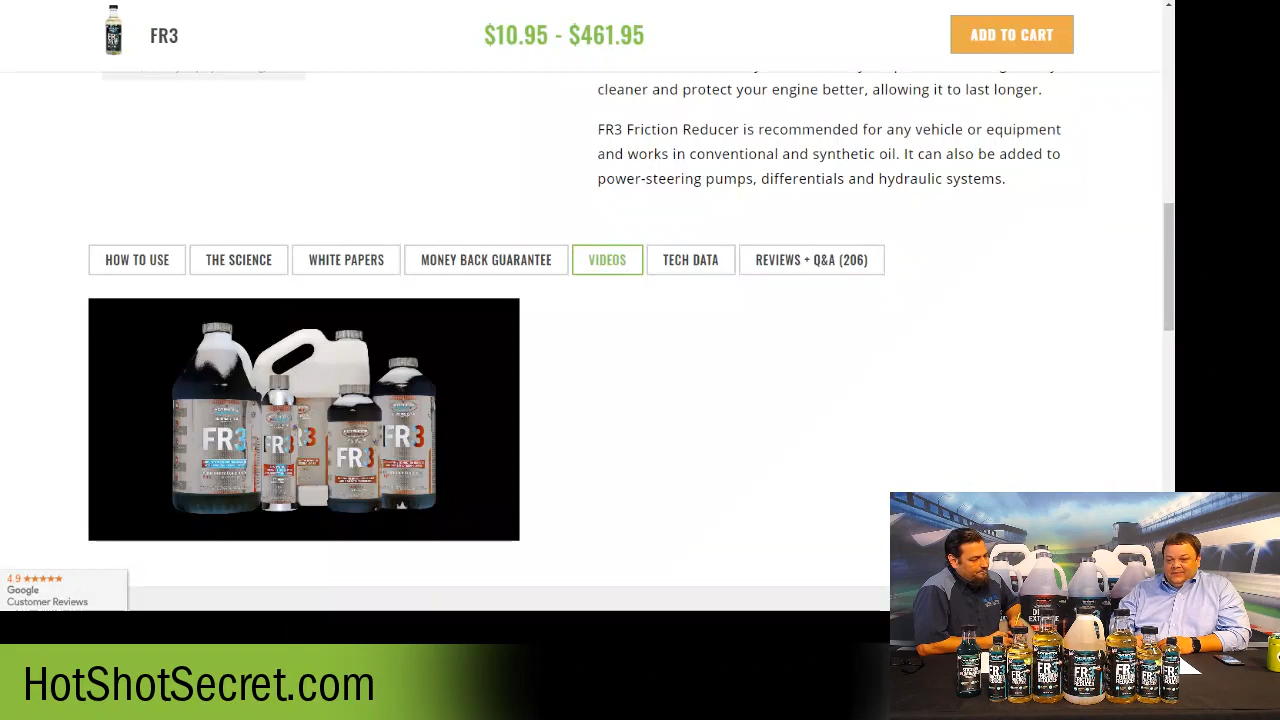 FR3
$10.95 - $461.95
ADD TO CART
cleaner and protect your engine better, allowing it to last longer.
FR3 Friction Reducer is recommended for any vehicle or equipment
and works in conventional and synthetic oil. It can also be added to
power-steering pumps, differentials and hydraulic systems.
HOW TO USE
THE SCIENCE
WHITE PAPERS
MONEY BACK GUARANTEE
VIDEOS
TECH DATA
REVIEWS + Q&A (206)
FR3
FR3
FR3
FR3
4.9
Google
Customer Reviews
HotShotSecret.com
FR3
FR3